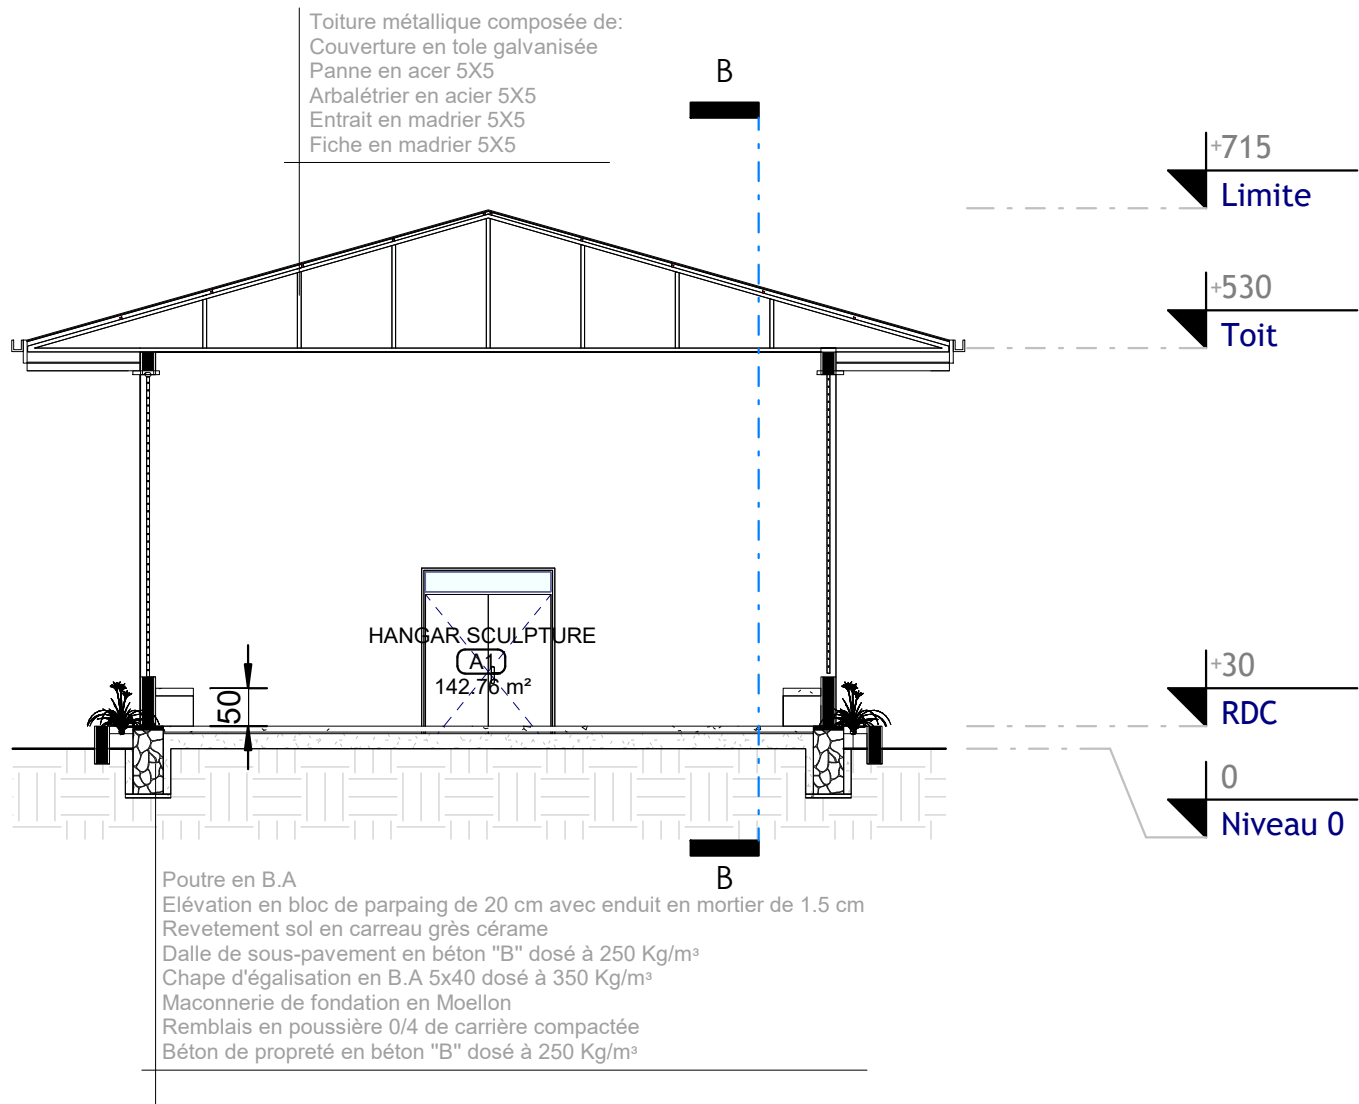 Toiture métallique composée de:
Couverture en tole galvanisée
Panne en acer 5X5
Arbalétrier en acier 5X5
Entrait en madrier 5X5
Fiche en madrier 5X5
B
+715
Limite
+530
Toit
HANGAR SCULPTURE
A1
142.76 m²
50
+30
RDC
0
Niveau 0
B
Poutre en B.A
Elévation en bloc de parpaing de 20 cm avec enduit en mortier de 1.5 cm
Revetement sol en carreau grès cérame
Dalle de sous-pavement en béton "B" dosé à 250 Kg/m³
Chape d'égalisation en B.A 5x40 dosé à 350 Kg/m³
Maconnerie de fondation en Moellon
Remblais en poussière 0/4 de carrière compactée
Béton de propreté en béton "B" dosé à 250 Kg/m³